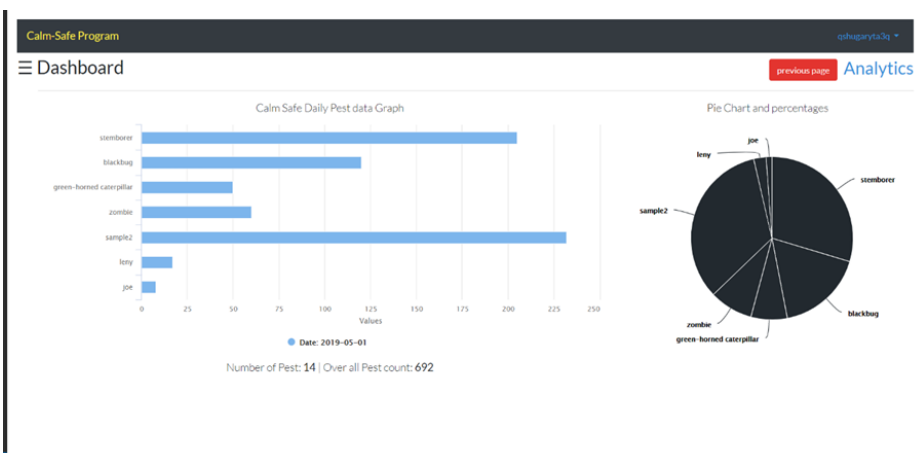 Calm-Safe Program qshugaryta3q
☰ Dashboard previous page Analytics
Calm Safe Daily Pest data Graph
stemborer
blackbug
green-horned caterpillar
zombie
sample2
leny
joe
0 25 50 75 100 125 150 175 200 225 250
Values
Date: 2019-05-01
Number of Pest: 14 | Over all Pest count: 692
Pie Chart and percentages
joe
leny
stemborer
sample2
blackbug
zombie
green-horned caterpillar